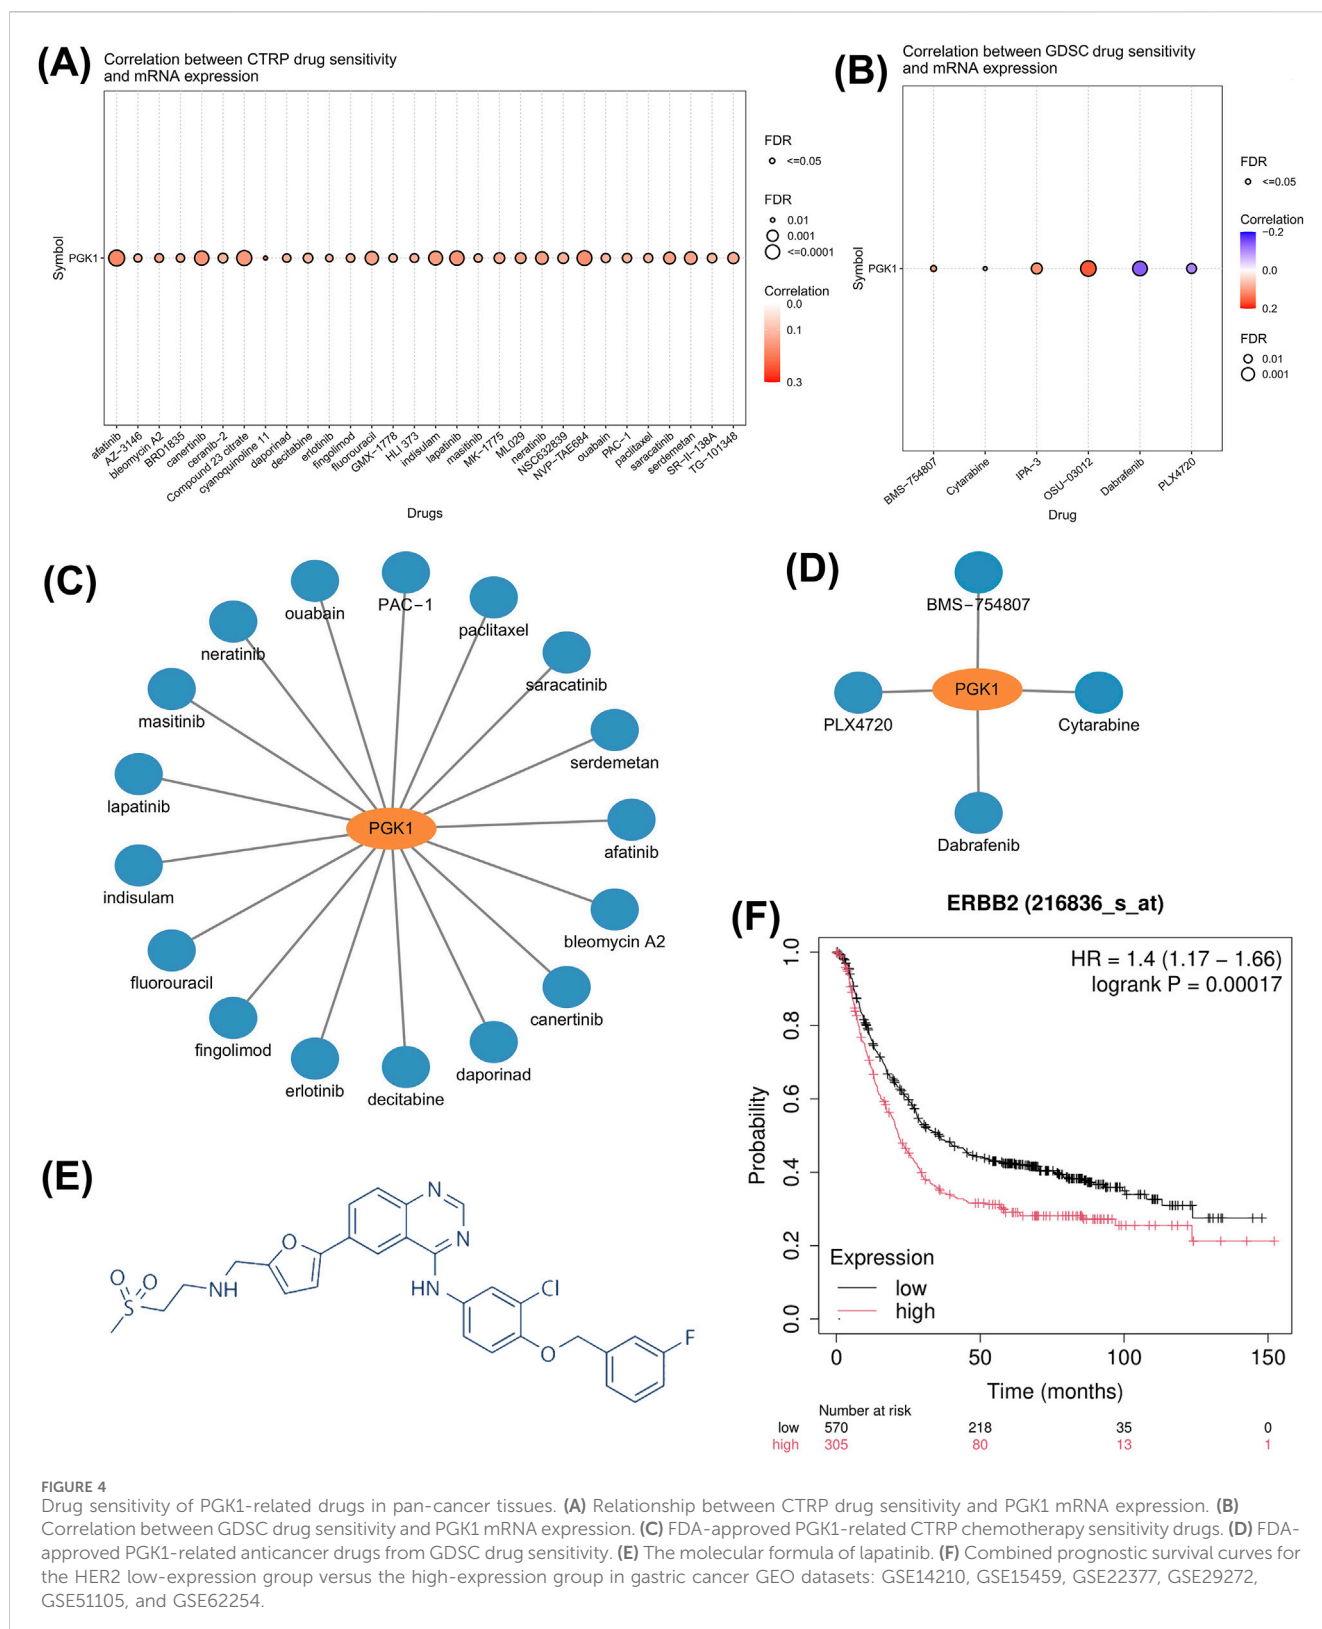 (A) Correlation between CTRP drug sensitivity
and mRNA expression
Symbol
PGK1
afatinib
AZ−3146
bleomycin A2
BRD1835
canertinib
ceranib−2
Compound 23 citrate
cyanoquinoline 11
daporinad
decitabine
erlotinib
fingolimod
fluorouracil
GMX−1778
HLI 373
indisulam
lapatinib
masitinib
MK−1775
ML029
neratinib
NSC632839
NVP−TAE684
ouabain
PAC−1
paclitaxel
saracatinib
serdemetan
SR−II−138A
TG−101348
Drugs
FDR
<=0.05
FDR
0.01
0.001
<=0.0001
Correlation
0.0
0.1
0.3
(B) Correlation between GDSC drug sensitivity
and mRNA expression
Symbol
PGK1
BMS−754807
Cytarabine
IPA−3
OSU−03012
Dabrafenib
PLX4720
Drug
FDR
<=0.05
Correlation
−0.2
0.0
0.2
FDR
0.01
0.001
(C)
ouabain
PAC−1
paclitaxel
neratinib
saracatinib
masitinib
serdemetan
lapatinib
PGK1
afatinib
indisulam
bleomycin A2
fluorouracil
canertinib
fingolimod
daporinad
erlotinib
decitabine
(D)
BMS−754807
PGK1
PLX4720
Cytarabine
Dabrafenib
(E)
N
N
O
O
O
S
NH
HN
Cl
O
F
(F)
ERBB2 (216836_s_at)
HR = 1.4 (1.17 − 1.66)
logrank P = 0.00017
Probability
1.0
0.8
0.6
0.4
0.2
0.0
Expression
low
high
0 50 100 150
Time (months)
Number at risk
low 570 218 35 0
high 305 80 13 1
FIGURE 4
Drug sensitivity of PGK1-related drugs in pan-cancer tissues. (A) Relationship between CTRP drug sensitivity and PGK1 mRNA expression. (B)
Correlation between GDSC drug sensitivity and PGK1 mRNA expression. (C) FDA-approved PGK1-related CTRP chemotherapy sensitivity drugs. (D) FDA-
approved PGK1-related anticancer drugs from GDSC drug sensitivity. (E) The molecular formula of lapatinib. (F) Combined prognostic survival curves for
the HER2 low-expression group versus the high-expression group in gastric cancer GEO datasets: GSE14210, GSE15459, GSE22377, GSE29272,
GSE51105, and GSE62254.